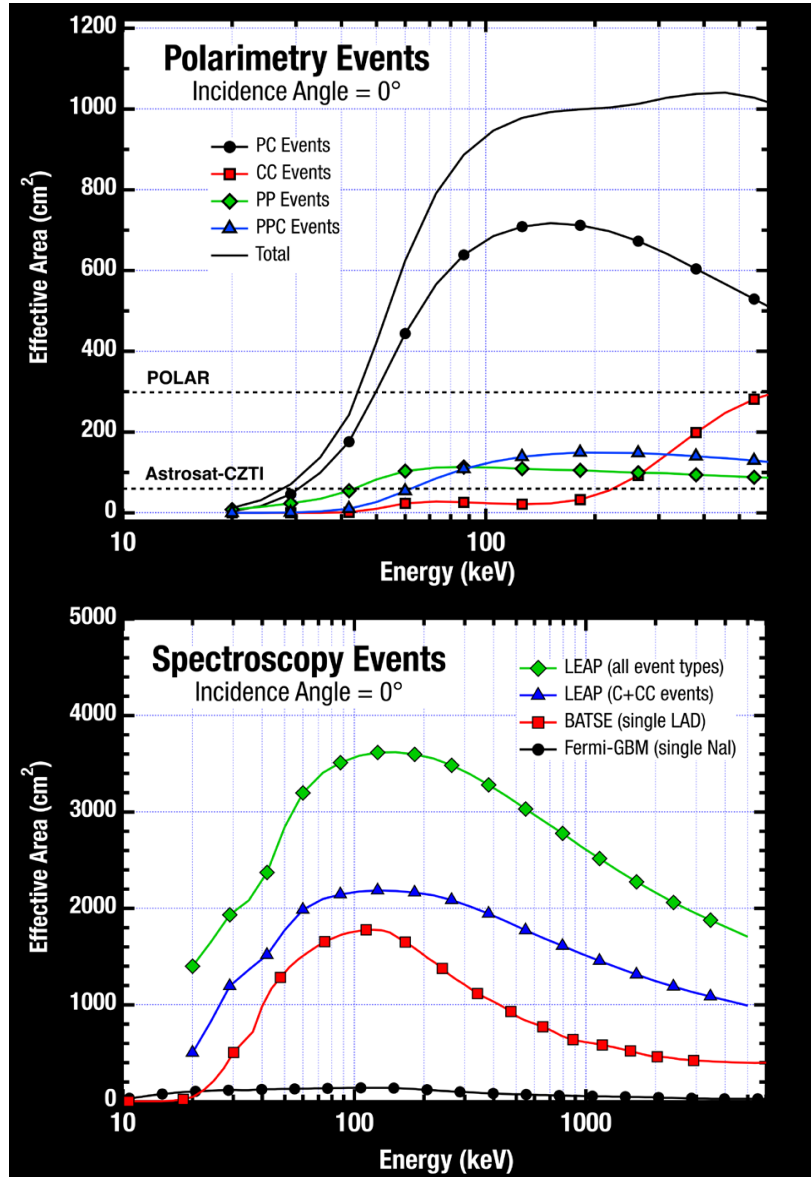 Polarimetry Events
Incidence Angle = 0°
PC Events
CC Events
PP Events
PPC Events
Total
POLAR
Astrosat-CZTI
1200
1000
800
600
400
200
0
10
100
Effective Area (cm²)
Energy (keV)
Spectroscopy Events
Incidence Angle = 0°
LEAP (all event types)
LEAP (C+CC events)
BATSE (single LAD)
Fermi-GBM (single NaI)
5000
4000
3000
2000
1000
0
10
100
1000
Effective Area (cm²)
Energy (keV)